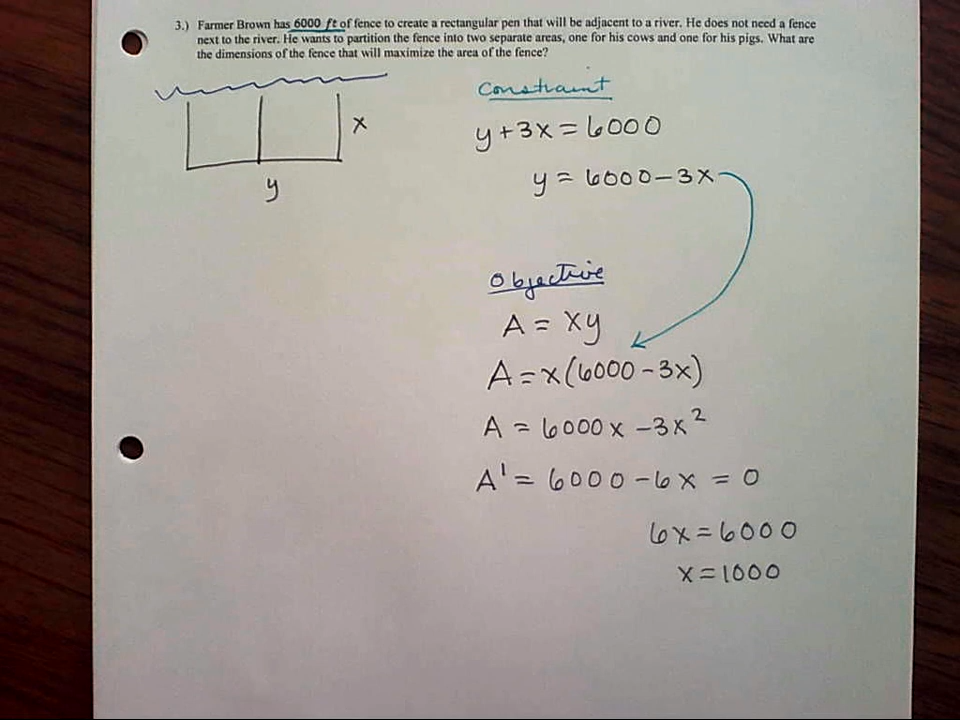 3.) Farmer Brown has 6000 ft of fence to create a rectangular pen that will be adjacent to a river. He does not need a fence
next to the river. He wants to partition the fence into two separate areas, one for his cows and one for his pigs. What are
the dimensions of the fence that will maximize the area of the fence?
x
y
Constraint
y + 3x = 6000
y = 6000 - 3x
Objective
A = xy
A = x(6000 - 3x)
A = 6000x - 3x²
A' = 6000 - 6x = 0
6x = 6000
x = 1000